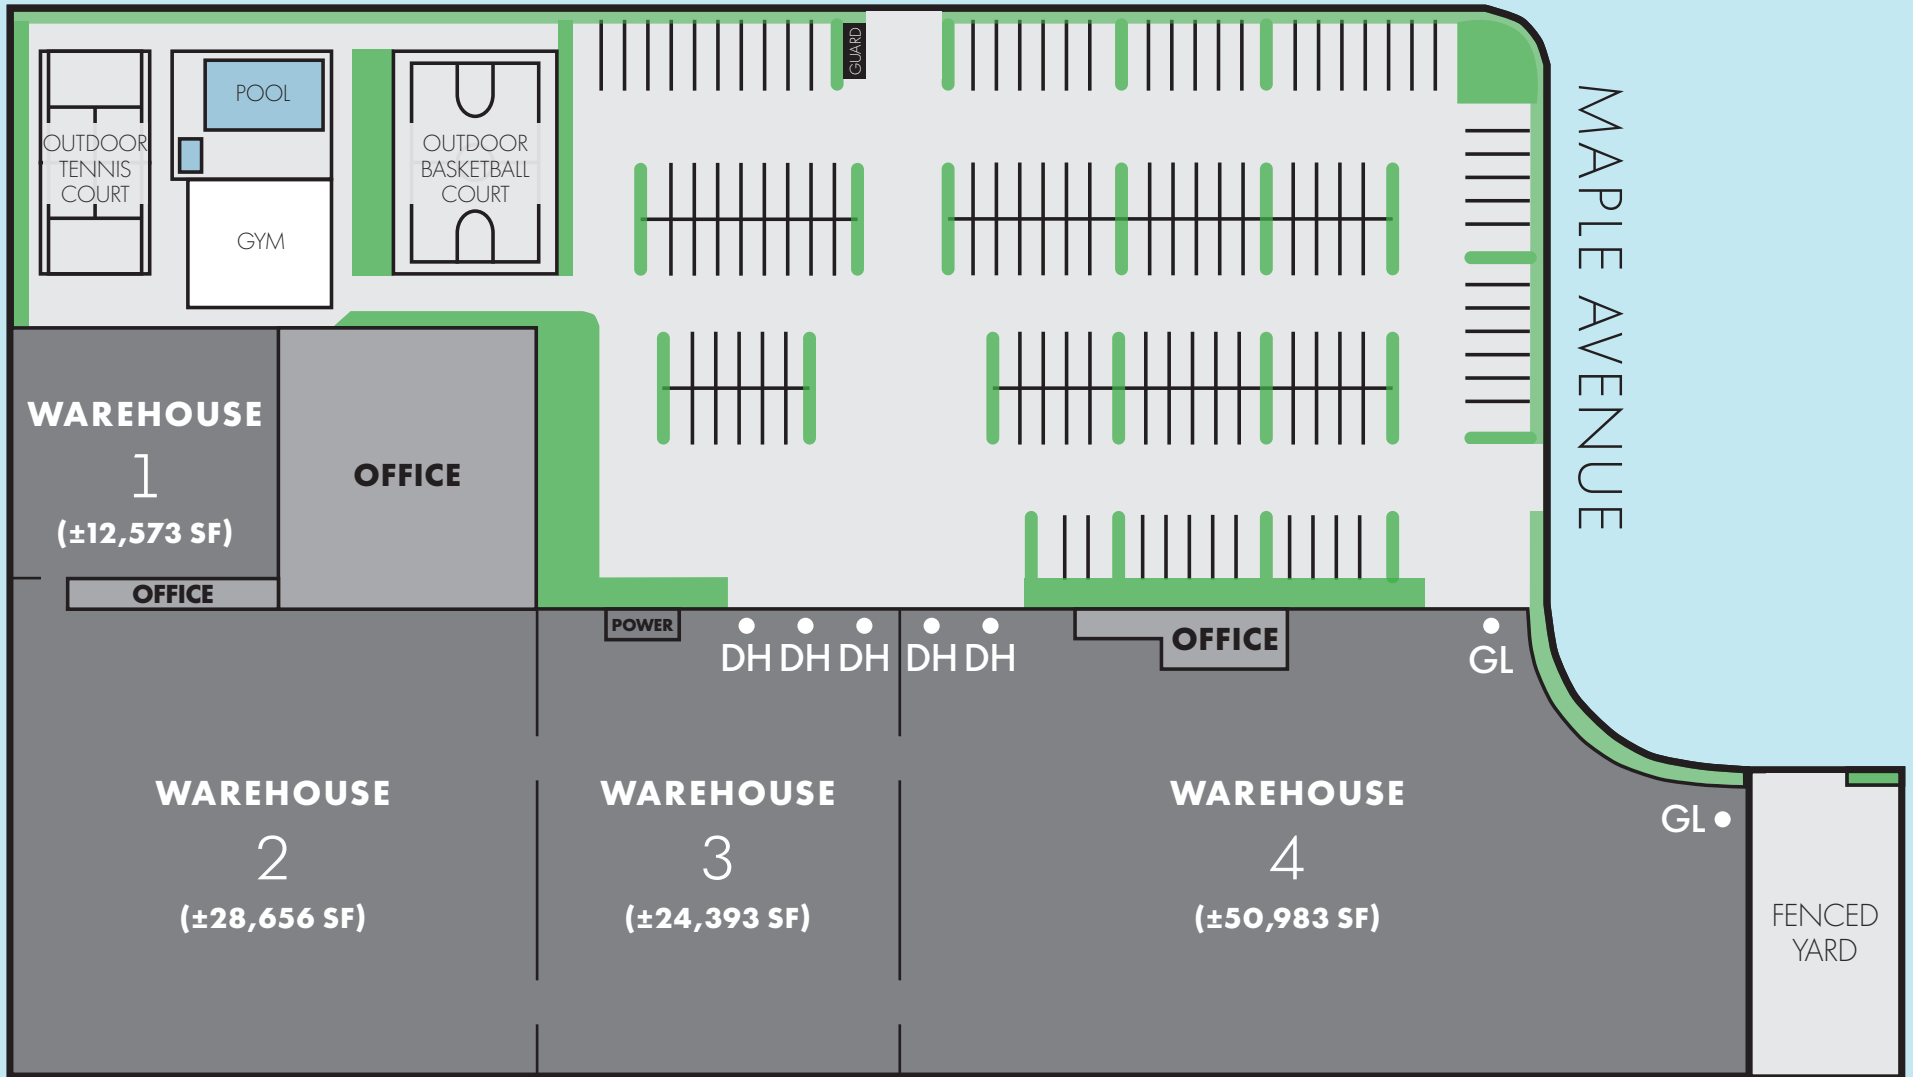 GUARD
POOL
OUTDOOR
TENNIS
COURT
OUTDOOR
BASKETBALL
COURT
GYM
MAPLE AVENUE
WAREHOUSE
1
(±12,573 SF)
OFFICE
OFFICE
POWER
DH DH DH DH DH
OFFICE
GL
WAREHOUSE
2
(±28,656 SF)
WAREHOUSE
3
(±24,393 SF)
WAREHOUSE
4
(±50,983 SF)
GL
FENCED
YARD